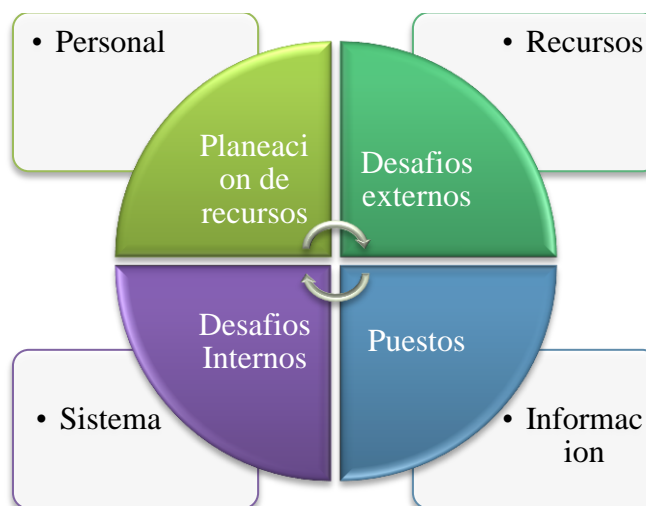 • Personal
• Recursos
Planeaci
on de
recursos
Desafios
externos
Desafios
Internos
Puestos
• Sistema
• Informac
ion